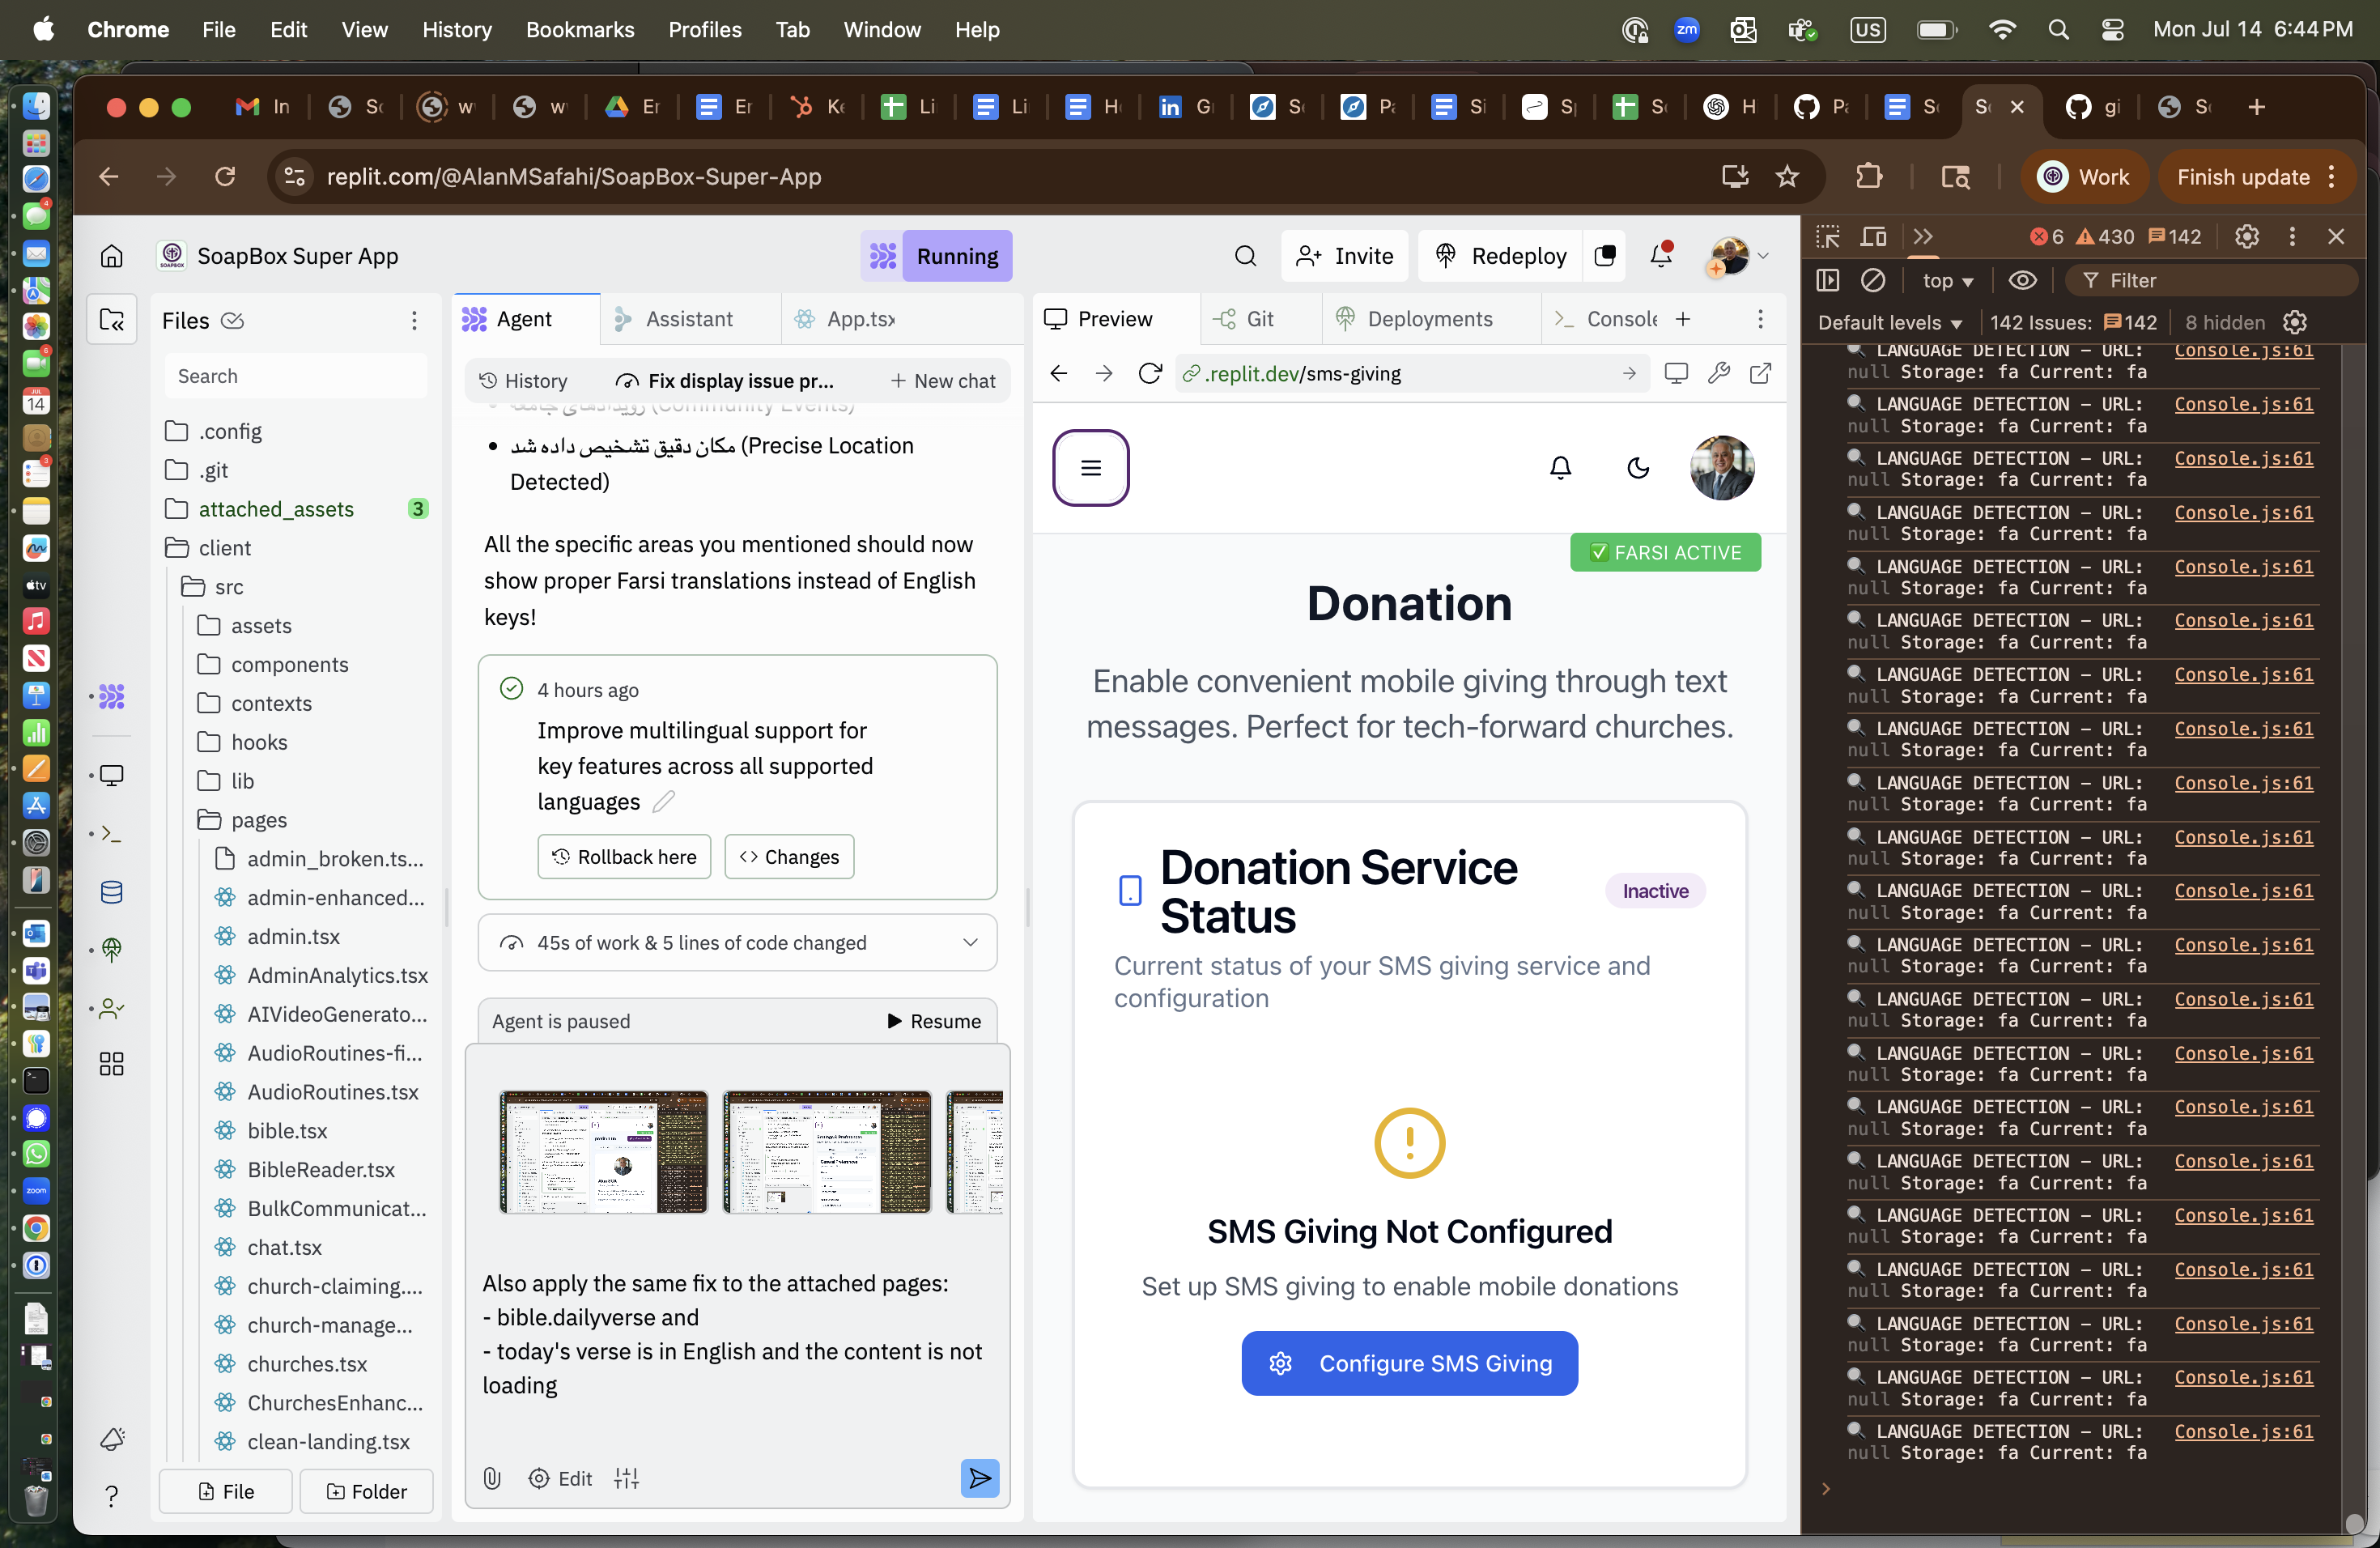 Chrome File Edit View History Bookmarks Profiles Tab Window Help
zm US Mon Jul 14 6:44 PM
replit.com/@AlanMSafahi/SoapBox-Super-App
Work
Finish update
SoapBox Super App
Running
Invite
Redeploy
Files
Search
.config
.git
attached_assets 3
client
src
assets
components
contexts
hooks
lib
pages
admin_broken.ts...
admin-enhanced...
admin.tsx
AdminAnalytics.tsx
AIVideoGenerato...
AudioRoutines-fi...
AudioRoutines.tsx
bible.tsx
BibleReader.tsx
BulkCommunicat...
chat.tsx
church-claiming....
church-manage...
churches.tsx
ChurchesEnhanc...
clean-landing.tsx
File
Folder
Agent
Assistant
App.tsx
History
Fix display issue pr...
New chat
رویدادهای جامعه (Community Events)
• مکان دقیق تشخیص داده شد (Precise Location
Detected)
All the specific areas you mentioned should now
show proper Farsi translations instead of English
keys!
4 hours ago
Improve multilingual support for
key features across all supported
languages
Rollback here
Changes
45s of work & 5 lines of code changed
Agent is paused
Resume
Also apply the same fix to the attached pages:
- bible.dailyverse and
- today's verse is in English and the content is not
loading
Edit
Preview
Git
Deployments
Console
.replit.dev/sms-giving
✅ FARSI ACTIVE
Donation
Enable convenient mobile giving through text
messages. Perfect for tech-forward churches.
Donation Service
Status
Inactive
Current status of your SMS giving service and
configuration
SMS Giving Not Configured
Set up SMS giving to enable mobile donations
Configure SMS Giving
6 430 142
top
Filter
Default levels
142 Issues: 142
8 hidden
LANGUAGE DETECTION – URL: Console.js:61
null Storage: fa Current: fa
LANGUAGE DETECTION – URL: Console.js:61
null Storage: fa Current: fa
LANGUAGE DETECTION – URL: Console.js:61
null Storage: fa Current: fa
LANGUAGE DETECTION – URL: Console.js:61
null Storage: fa Current: fa
LANGUAGE DETECTION – URL: Console.js:61
null Storage: fa Current: fa
LANGUAGE DETECTION – URL: Console.js:61
null Storage: fa Current: fa
LANGUAGE DETECTION – URL: Console.js:61
null Storage: fa Current: fa
LANGUAGE DETECTION – URL: Console.js:61
null Storage: fa Current: fa
LANGUAGE DETECTION – URL: Console.js:61
null Storage: fa Current: fa
LANGUAGE DETECTION – URL: Console.js:61
null Storage: fa Current: fa
LANGUAGE DETECTION – URL: Console.js:61
null Storage: fa Current: fa
LANGUAGE DETECTION – URL: Console.js:61
null Storage: fa Current: fa
LANGUAGE DETECTION – URL: Console.js:61
null Storage: fa Current: fa
LANGUAGE DETECTION – URL: Console.js:61
null Storage: fa Current: fa
LANGUAGE DETECTION – URL: Console.js:61
null Storage: fa Current: fa
LANGUAGE DETECTION – URL: Console.js:61
null Storage: fa Current: fa
LANGUAGE DETECTION – URL: Console.js:61
null Storage: fa Current: fa
LANGUAGE DETECTION – URL: Console.js:61
null Storage: fa Current: fa
LANGUAGE DETECTION – URL: Console.js:61
null Storage: fa Current: fa
LANGUAGE DETECTION – URL: Console.js:61
null Storage: fa Current: fa
LANGUAGE DETECTION – URL: Console.js:61
null Storage: fa Current: fa